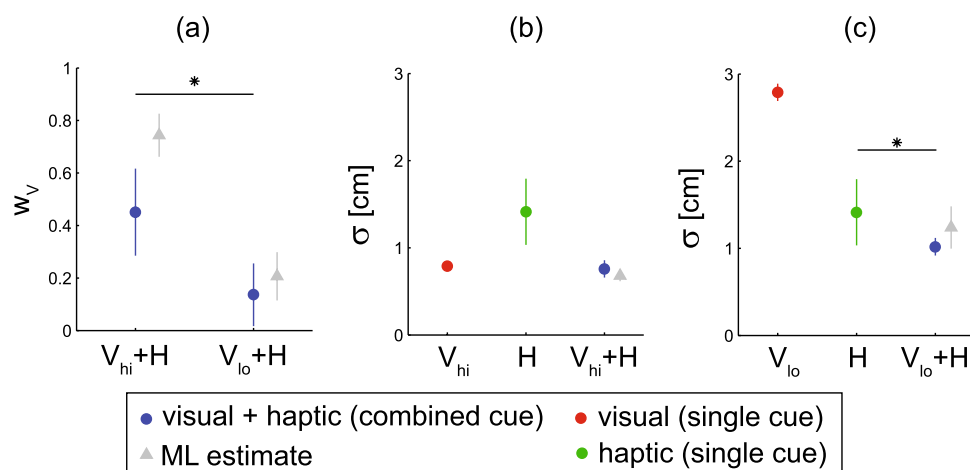 (a) (b) (c)
1
0.8
0.6
0.4
0.2
0
w_V
*
V_hi+H V_lo+H
3
2
1
0
σ [cm]
V_hi H V_hi+H
3
2
1
0
σ [cm]
*
V_lo H V_lo+H
visual + haptic (combined cue) visual (single cue)
ML estimate haptic (single cue)